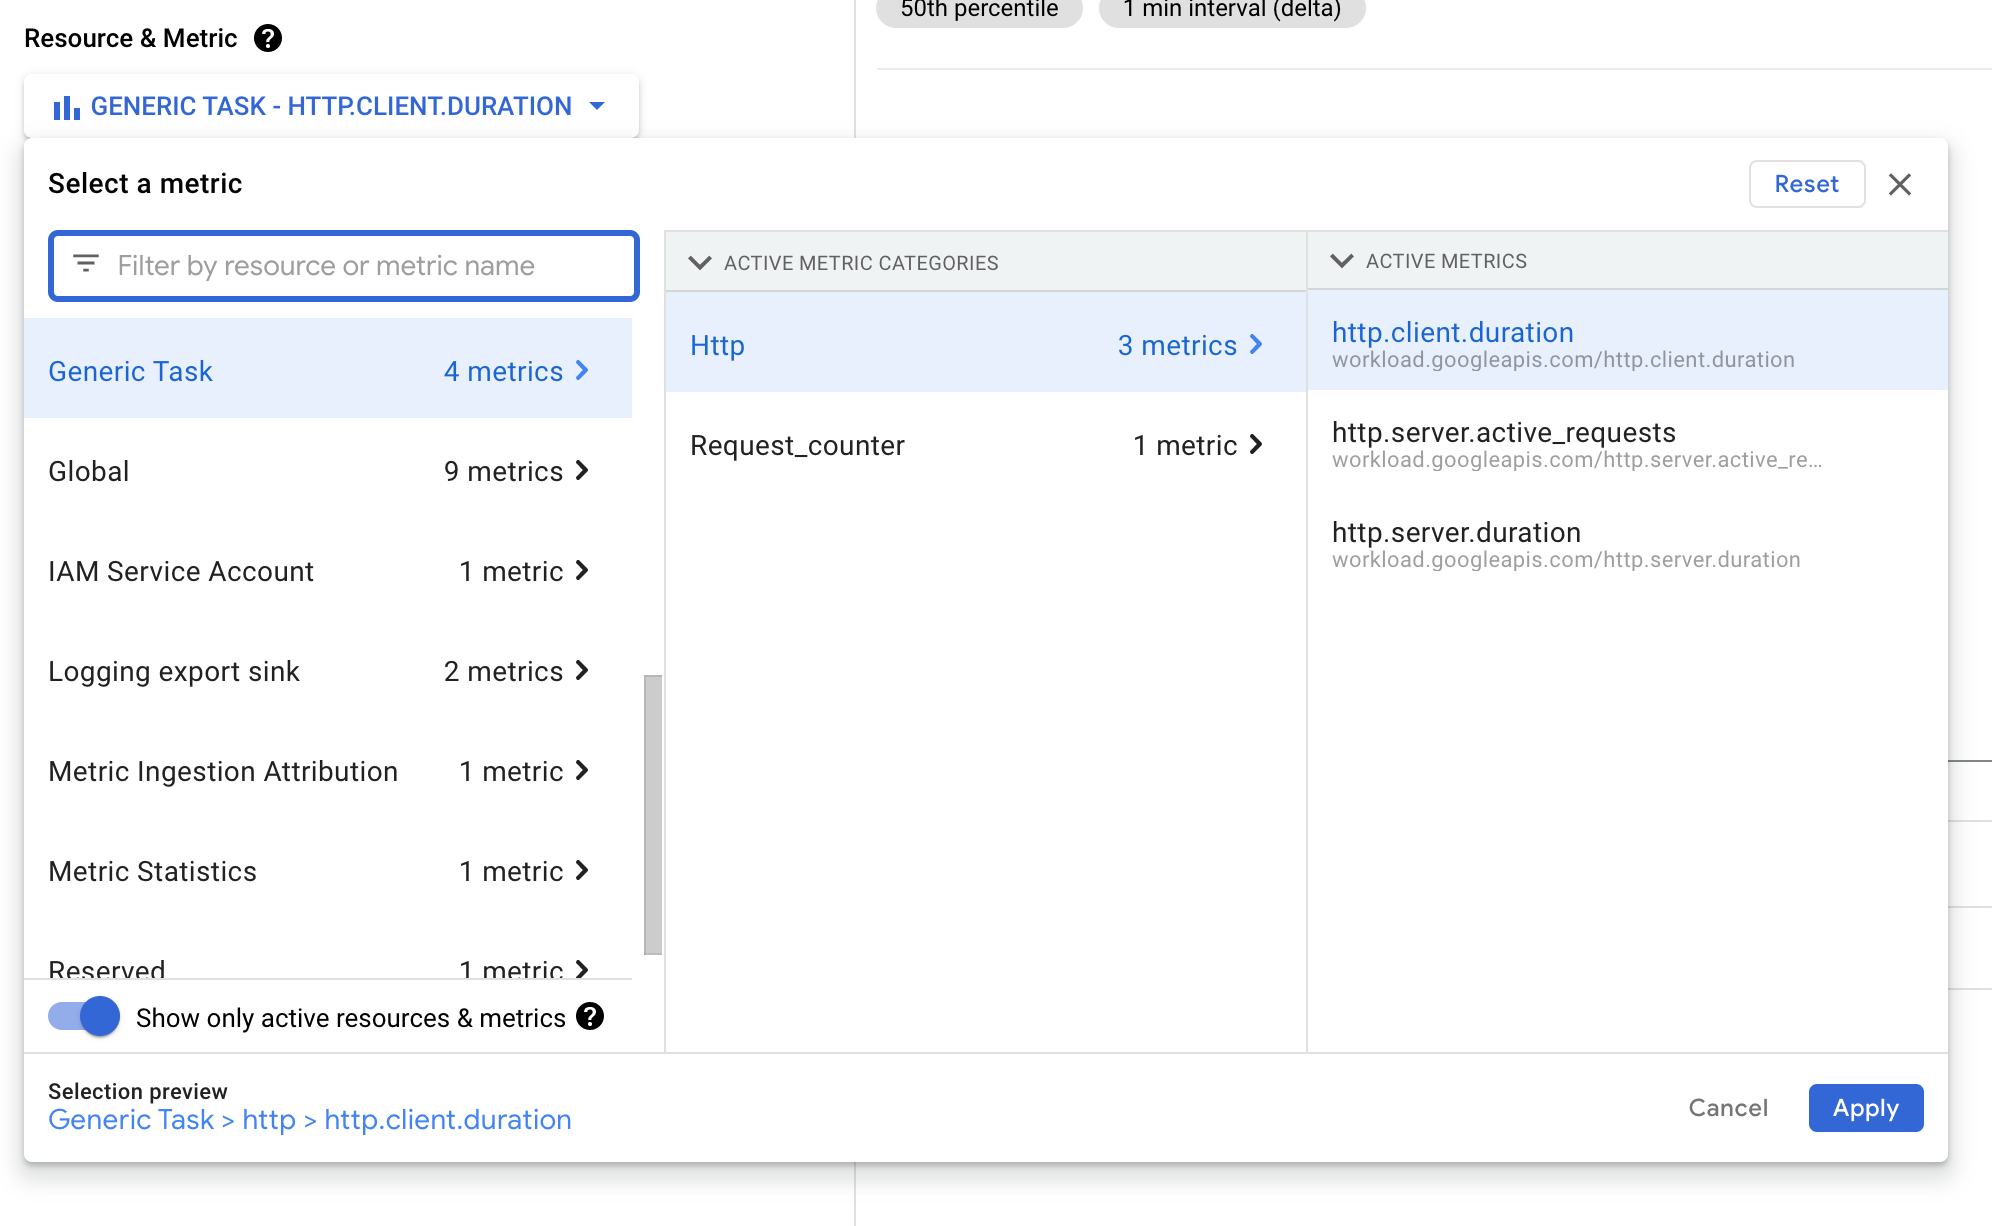 50th percentile
1 min interval (delta)
Resource & Metric
GENERIC TASK - HTTP.CLIENT.DURATION
Select a metric
Reset
Filter by resource or metric name
Generic Task 4 metrics
Global 9 metrics
IAM Service Account 1 metric
Logging export sink 2 metrics
Metric Ingestion Attribution 1 metric
Metric Statistics 1 metric
Reserved 1 metric
Show only active resources & metrics
ACTIVE METRIC CATEGORIES
Http 3 metrics
Request_counter 1 metric
ACTIVE METRICS
http.client.duration
workload.googleapis.com/http.client.duration
http.server.active_requests
workload.googleapis.com/http.server.active_re...
http.server.duration
workload.googleapis.com/http.server.duration
Selection preview
Generic Task > http > http.client.duration
Cancel
Apply